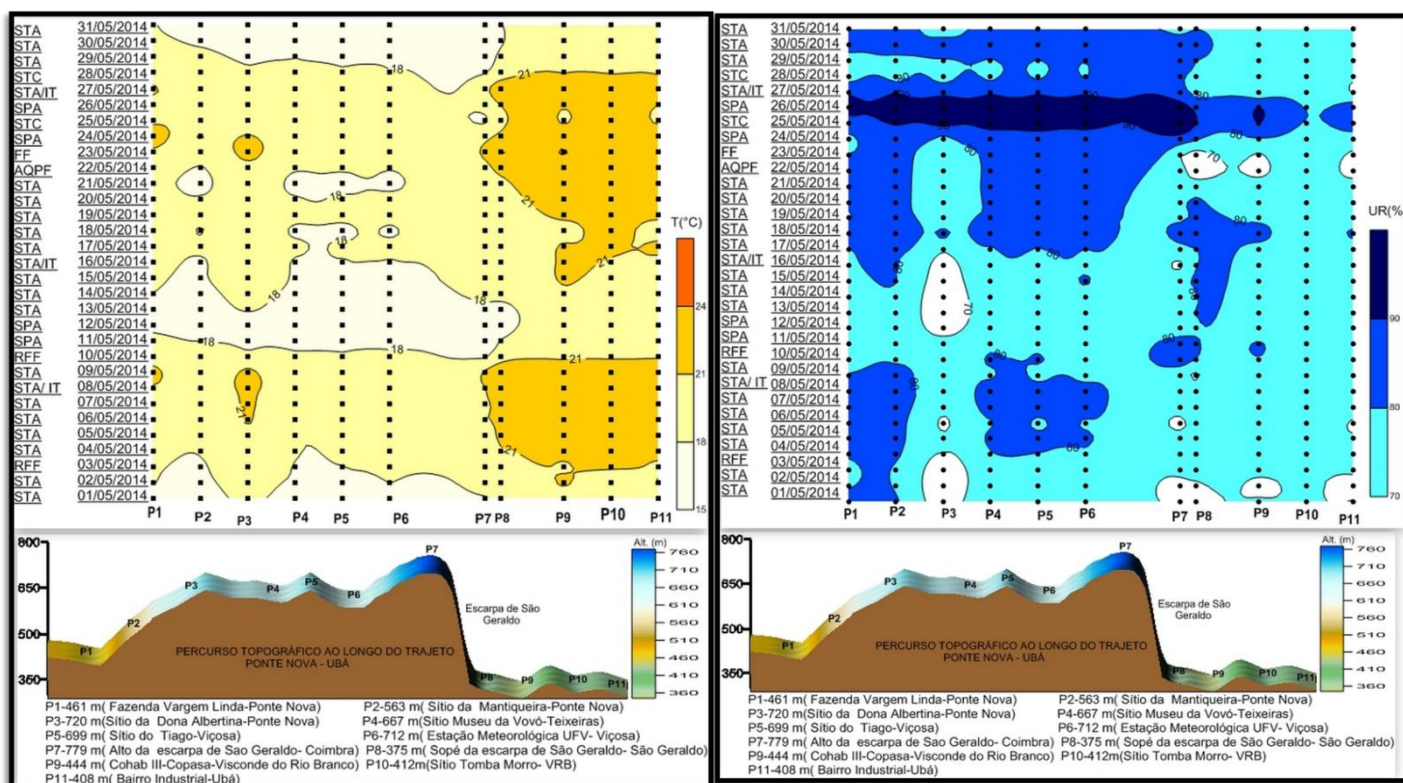 STA 31/05/2014
STA 30/05/2014
STA 29/05/2014
STC 28/05/2014
STA/IT 27/05/2014
SPA 26/05/2014
STC 25/05/2014
SPA 24/05/2014
FF 23/05/2014
AQPF 22/05/2014
STA 21/05/2014
STA 20/05/2014
STA 19/05/2014
STA 18/05/2014
STA 17/05/2014
STA/IT 16/05/2014
STA 15/05/2014
STA 14/05/2014
STA 13/05/2014
SPA 12/05/2014
SPA 11/05/2014
RFF 10/05/2014
STA 09/05/2014
STA/ IT 08/05/2014
STA 07/05/2014
STA 06/05/2014
STA 05/05/2014
STA 04/05/2014
RFF 03/05/2014
STA 02/05/2014
STA 01/05/2014
18
21
18
21
18
21
18
18
21
18
18
21
21
21
P1 P2 P3 P4 P5 P6 P7 P8 P9 P10 P11
T(°C)
24
21
18
15
800
650
500
350
P1 P2 P3 P4 P5 P6 P7 P8 P9 P10 P11
Escarpa de São
Geraldo
PERCURSO TOPOGRÁFICO AO LONGO DO TRAJETO
PONTE NOVA - UBÁ
Alt. (m)
760
710
660
610
560
510
460
410
360
P1-461 m( Fazenda Vargem Linda-Ponte Nova) P2-563 m( Sítio da Mantiqueira-Ponte Nova)
P3-720 m(Sítio da Dona Albertina-Ponte Nova) P4-667 m(Sítio Museu da Vovó-Teixeiras)
P5-699 m( Sítio do Tiago-Viçosa) P6-712 m( Estação Meteorológica UFV- Viçosa)
P7-779 m( Alto da escarpa de Sao Geraldo- Coimbra) P8-375 m( Sopé da escarpa de São Geraldo- São Geraldo)
P9-444 m( Cohab III-Copasa-Visconde do Rio Branco) P10-412m(Sítio Tomba Morro- VRB)
P11-408 m( Bairro Industrial-Ubá)
STA 31/05/2014
STA 30/05/2014
STA 29/05/2014
STC 28/05/2014
STA/IT 27/05/2014
SPA 26/05/2014
STC 25/05/2014
SPA 24/05/2014
FF 23/05/2014
AQPF 22/05/2014
STA 21/05/2014
STA 20/05/2014
STA 19/05/2014
STA 18/05/2014
STA 17/05/2014
STA/IT 16/05/2014
STA 15/05/2014
STA 14/05/2014
STA 13/05/2014
SPA 12/05/2014
SPA 11/05/2014
RFF 10/05/2014
STA 09/05/2014
STA/ IT 08/05/2014
STA 07/05/2014
STA 06/05/2014
STA 05/05/2014
STA 04/05/2014
RFF 03/05/2014
STA 02/05/2014
STA 01/05/2014
80
80
80
90
80
80
70
80
80
80
80
80
70
80
80
P1 P2 P3 P4 P5 P6 P7 P8 P9 P10 P11
UR(%
90
80
70
800
650
500
350
P1 P2 P3 P4 P5 P6 P7 P8 P9 P10 P11
Escarpa de São
Geraldo
PERCURSO TOPOGRÁFICO AO LONGO DO TRAJETO
PONTE NOVA - UBÁ
Alt. (m)
760
710
660
610
560
510
460
410
360
P1-461 m( Fazenda Vargem Linda-Ponte Nova) P2-563 m( Sítio da Mantiqueira-Ponte Nova)
P3-720 m(Sítio da Dona Albertina-Ponte Nova) P4-667 m(Sítio Museu da Vovó-Teixeiras)
P5-699 m( Sítio do Tiago-Viçosa) P6-712 m( Estação Meteorológica UFV- Viçosa)
P7-779 m( Alto da escarpa de Sao Geraldo- Coimbra) P8-375 m( Sopé da escarpa de São Geraldo- São Geraldo)
P9-444 m( Cohab III-Copasa-Visconde do Rio Branco) P10-412m(Sítio Tomba Morro- VRB)
P11-408 m( Bairro Industrial-Ubá)